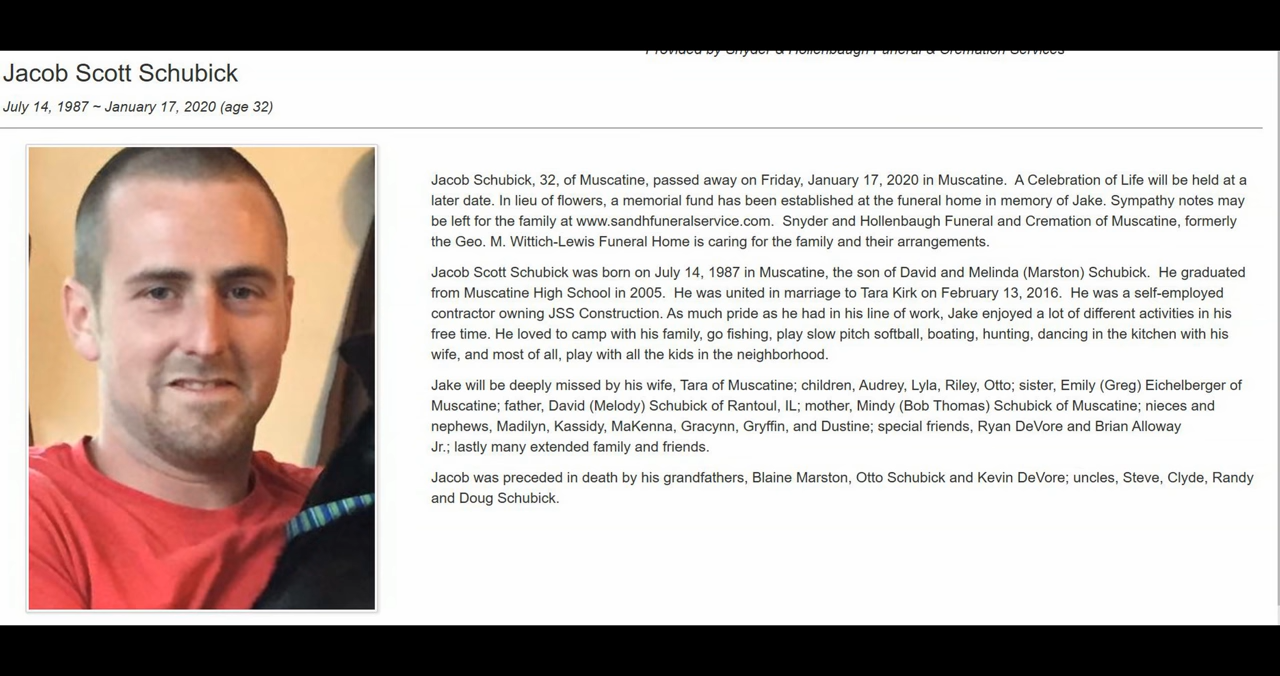 Provided by Snyder & Hollenbaugh Funeral & Cremation Services
Jacob Scott Schubick
July 14, 1987 ~ January 17, 2020 (age 32)
Jacob Schubick, 32, of Muscatine, passed away on Friday, January 17, 2020 in Muscatine.  A Celebration of Life will be held at a
later date. In lieu of flowers, a memorial fund has been established at the funeral home in memory of Jake. Sympathy notes may
be left for the family at www.sandhfuneralservice.com.  Snyder and Hollenbaugh Funeral and Cremation of Muscatine, formerly
the Geo. M. Wittich-Lewis Funeral Home is caring for the family and their arrangements.
Jacob Scott Schubick was born on July 14, 1987 in Muscatine, the son of David and Melinda (Marston) Schubick.  He graduated
from Muscatine High School in 2005.  He was united in marriage to Tara Kirk on February 13, 2016.  He was a self-employed
contractor owning JSS Construction. As much pride as he had in his line of work, Jake enjoyed a lot of different activities in his
free time. He loved to camp with his family, go fishing, play slow pitch softball, boating, hunting, dancing in the kitchen with his
wife, and most of all, play with all the kids in the neighborhood.
Jake will be deeply missed by his wife, Tara of Muscatine; children, Audrey, Lyla, Riley, Otto; sister, Emily (Greg) Eichelberger of
Muscatine; father, David (Melody) Schubick of Rantoul, IL; mother, Mindy (Bob Thomas) Schubick of Muscatine; nieces and
nephews, Madilyn, Kassidy, MaKenna, Gracynn, Gryffin, and Dustine; special friends, Ryan DeVore and Brian Alloway
Jr.; lastly many extended family and friends.
Jacob was preceded in death by his grandfathers, Blaine Marston, Otto Schubick and Kevin DeVore; uncles, Steve, Clyde, Randy
and Doug Schubick.